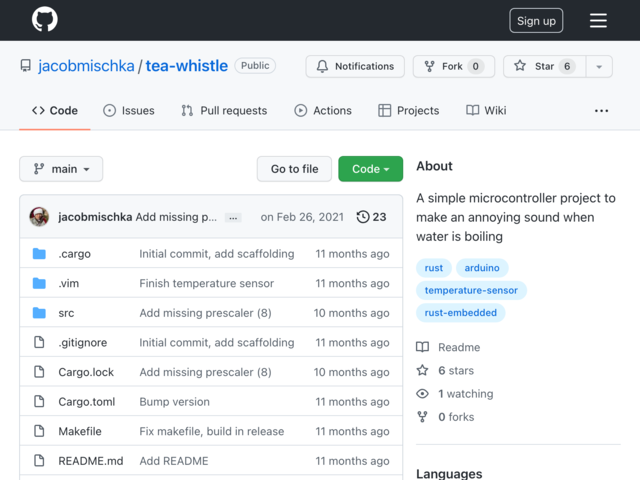 Sign up
jacobmischka / tea-whistle Public
Notifications Fork 0 Star 6
Code Issues Pull requests Actions Projects Wiki ...
main Go to file Code
jacobmischka Add missing p... ... on Feb 26, 2021 23
.cargo Initial commit, add scaffolding 11 months ago
.vim Finish temperature sensor 11 months ago
src Add missing prescaler (8) 10 months ago
.gitignore Initial commit, add scaffolding 11 months ago
Cargo.lock Add missing prescaler (8) 10 months ago
Cargo.toml Bump version 11 months ago
Makefile Fix makefile, build in release 11 months ago
README.md Add README 11 months ago
About
A simple microcontroller project to
make an annoying sound when
water is boiling
rust arduino
temperature-sensor
rust-embedded
Readme
6 stars
1 watching
0 forks
Languages